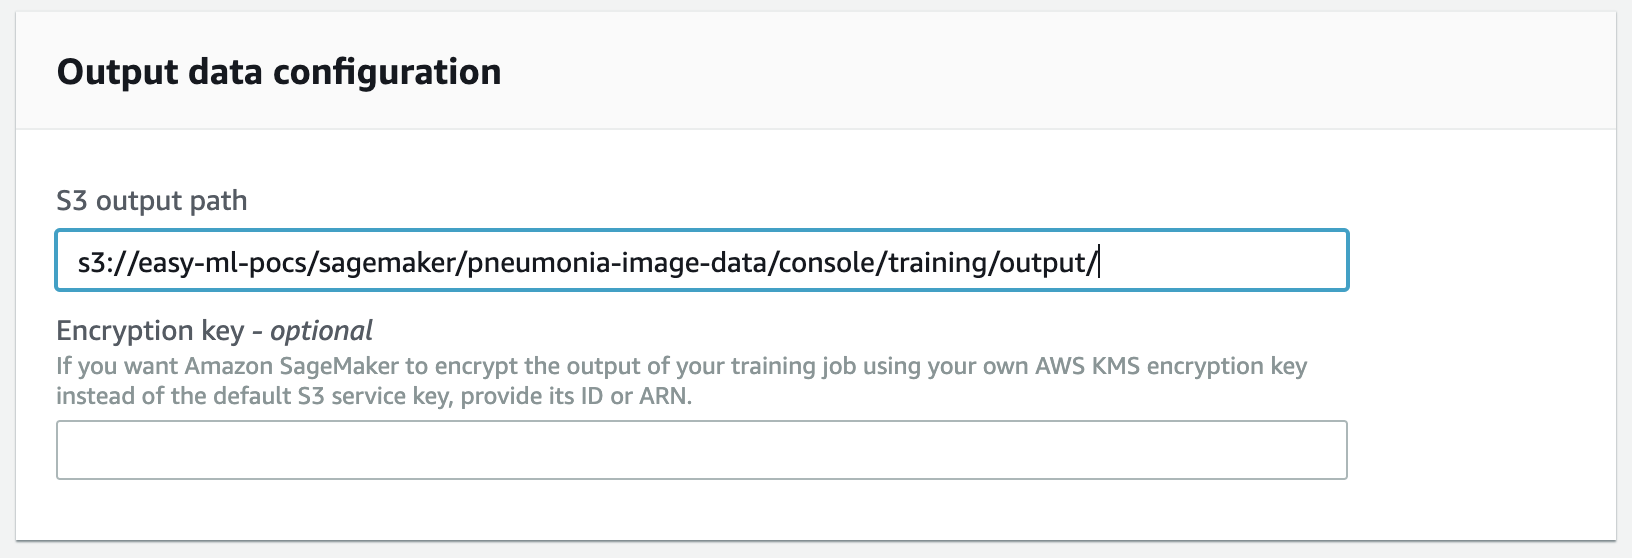 Output data configuration
S3 output path
s3://easy-ml-pocs/sagemaker/pneumonia-image-data/console/training/output/
Encryption key - optional
If you want Amazon SageMaker to encrypt the output of your training job using your own AWS KMS encryption key
instead of the default S3 service key, provide its ID or ARN.